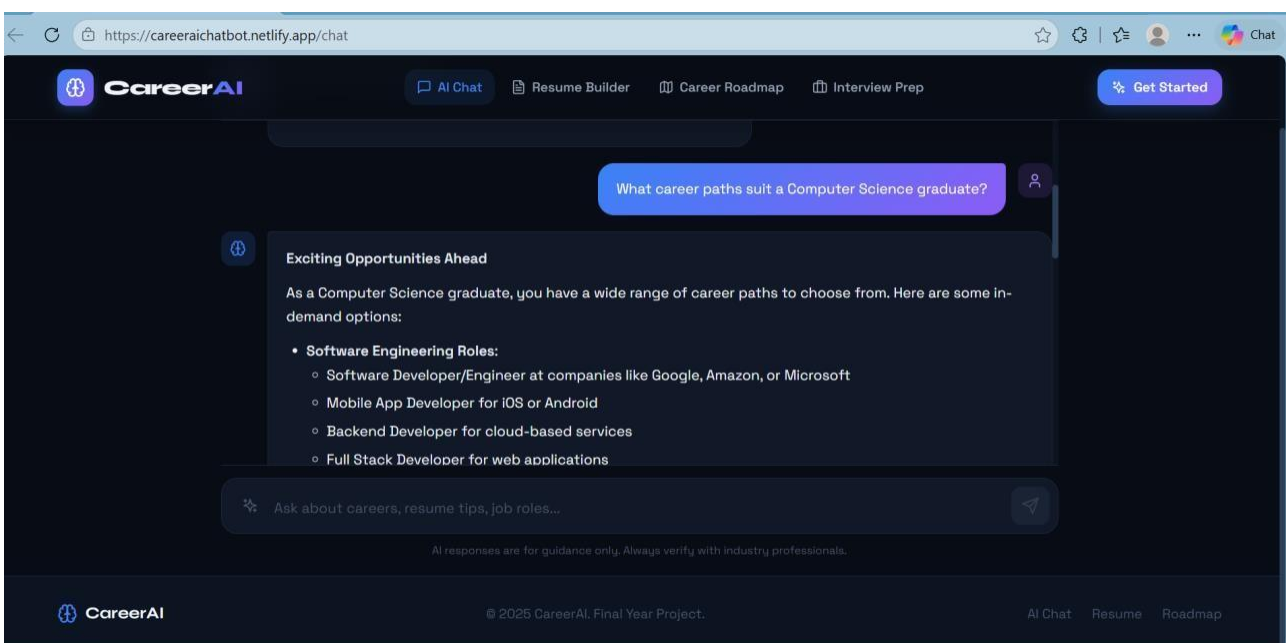 https://careeraichatbot.netlify.app/chat
Chat
CareerAI
AI Chat
Resume Builder
Career Roadmap
Interview Prep
Get Started
What career paths suit a Computer Science graduate?
Exciting Opportunities Ahead
As a Computer Science graduate, you have a wide range of career paths to choose from. Here are some in-
demand options:
• Software Engineering Roles:
◦ Software Developer/Engineer at companies like Google, Amazon, or Microsoft
◦ Mobile App Developer for iOS or Android
◦ Backend Developer for cloud-based services
◦ Full Stack Developer for web applications
Ask about careers, resume tips, job roles...
AI responses are for guidance only. Always verify with industry professionals.
CareerAI
© 2025 CareerAI. Final Year Project.
AI Chat
Resume
Roadmap